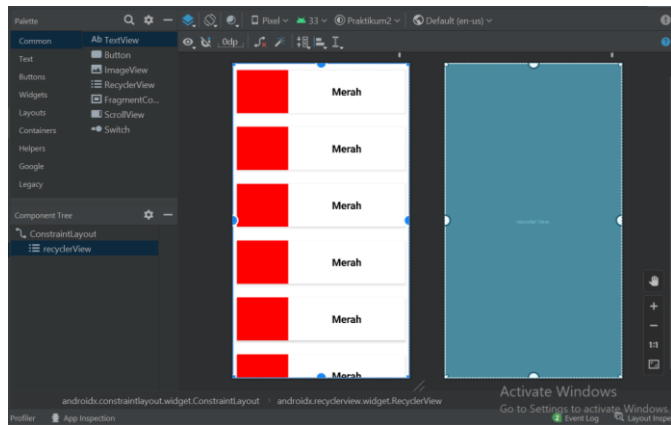 Palette
Pixel 33 Praktikum2 Default (en-us)
Common
Text
Buttons
Widgets
Layouts
Containers
Helpers
Google
Legacy
Ab TextView
Button
ImageView
RecyclerView
FragmentCo...
ScrollView
Switch
0dp
Component Tree
ConstraintLayout
recyclerView
Merah
Merah
Merah
Merah
Merah
Merah
recyclerView
1:1
androidx.constraintlayout.widget.ConstraintLayout
androidx.recyclerview.widget.RecyclerView
Activate Windows
Go to Settings to activate Windows.
Profiler
App Inspection
2 Event Log
Layout Inspe